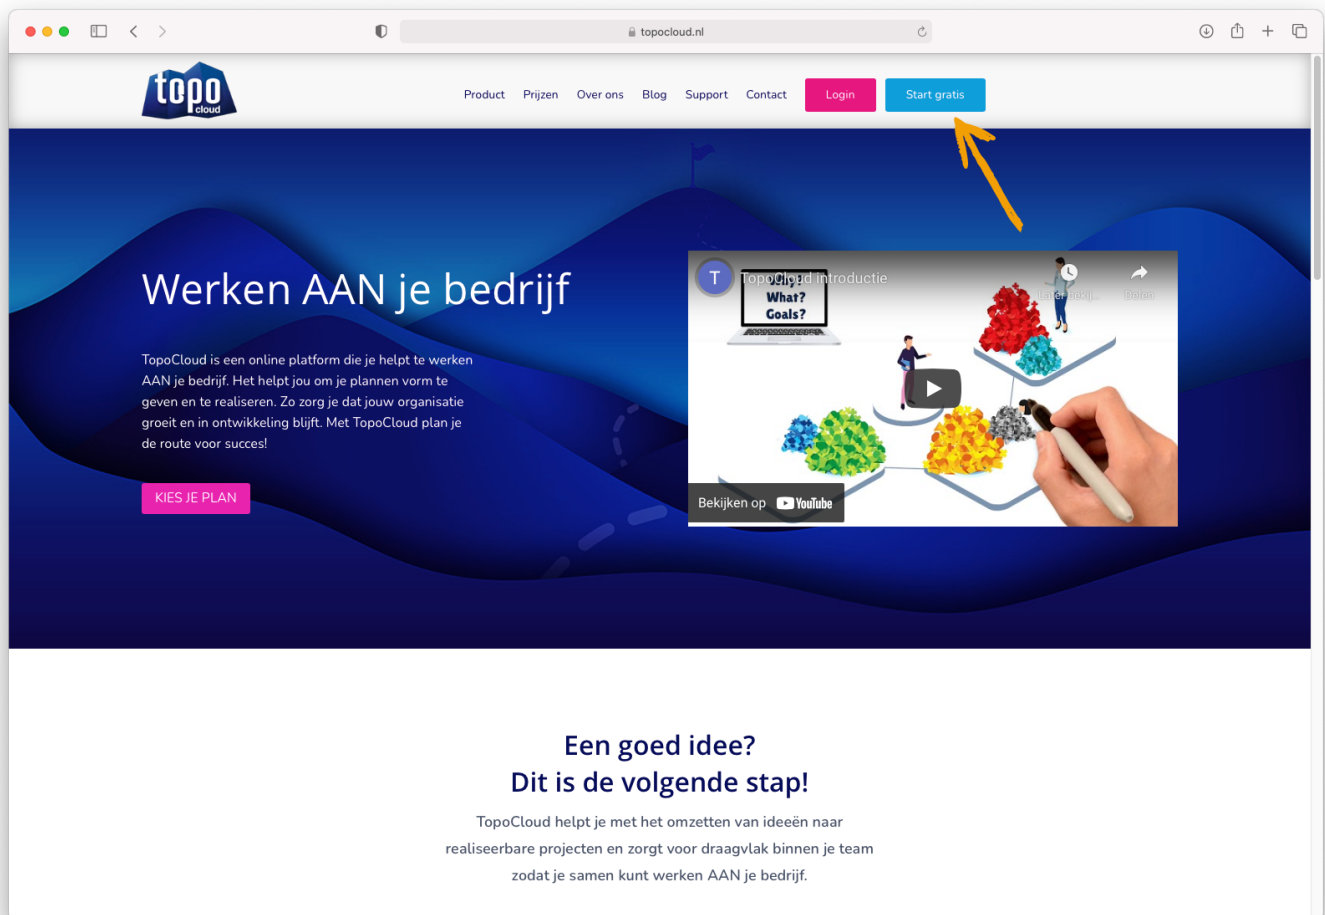 topocloud.nl
topo
cloud
Product Prijzen Over ons Blog Support Contact Login Start gratis
Werken AAN je bedrijf
TopoCloud is een online platform die je helpt te werken
AAN je bedrijf. Het helpt jou om je plannen vorm te
geven en te realiseren. Zo zorg je dat jouw organisatie
groeit en in ontwikkeling blijft. Met TopoCloud plan je
de route voor succes!
KIES JE PLAN
T TopoCloud introductie
Later bekij... Delen
What?
Goals?
Bekijken op YouTube
Een goed idee?
Dit is de volgende stap!
TopoCloud helpt je met het omzetten van ideeën naar
realiseerbare projecten en zorgt voor draagvlak binnen je team
zodat je samen kunt werken AAN je bedrijf.